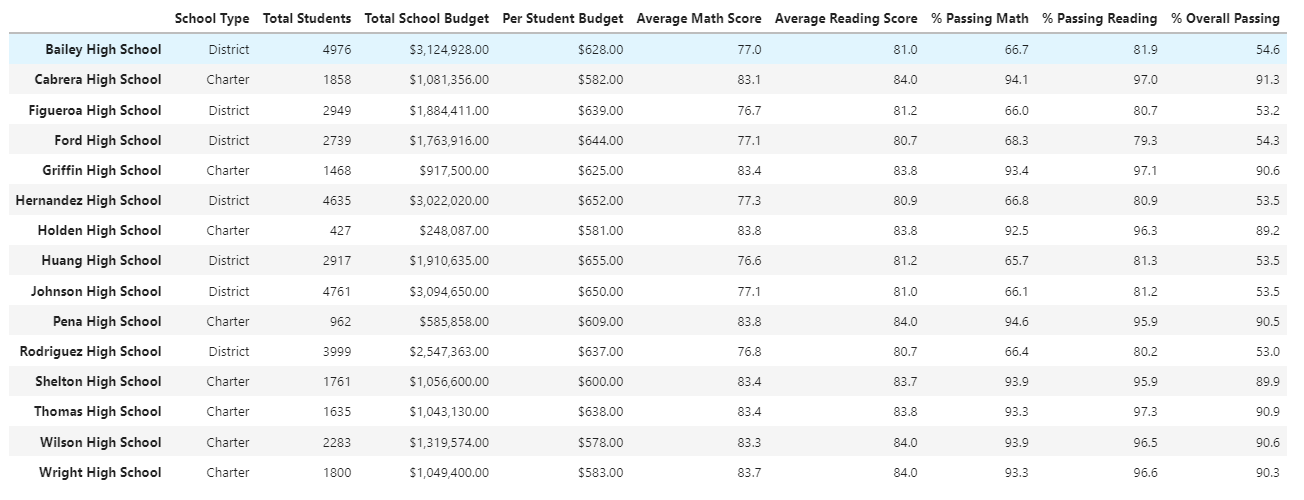 School Type Total Students Total School Budget Per Student Budget Average Math Score Average Reading Score % Passing Math % Passing Reading % Overall Passing
Bailey High School District 4976 $3,124,928.00 $628.00 77.0 81.0 66.7 81.9 54.6
Cabrera High School Charter 1858 $1,081,356.00 $582.00 83.1 84.0 94.1 97.0 91.3
Figueroa High School District 2949 $1,884,411.00 $639.00 76.7 81.2 66.0 80.7 53.2
Ford High School District 2739 $1,763,916.00 $644.00 77.1 80.7 68.3 79.3 54.3
Griffin High School Charter 1468 $917,500.00 $625.00 83.4 83.8 93.4 97.1 90.6
Hernandez High School District 4635 $3,022,020.00 $652.00 77.3 80.9 66.8 80.9 53.5
Holden High School Charter 427 $248,087.00 $581.00 83.8 83.8 92.5 96.3 89.2
Huang High School District 2917 $1,910,635.00 $655.00 76.6 81.2 65.7 81.3 53.5
Johnson High School District 4761 $3,094,650.00 $650.00 77.1 81.0 66.1 81.2 53.5
Pena High School Charter 962 $585,858.00 $609.00 83.8 84.0 94.6 95.9 90.5
Rodriguez High School District 3999 $2,547,363.00 $637.00 76.8 80.7 66.4 80.2 53.0
Shelton High School Charter 1761 $1,056,600.00 $600.00 83.4 83.7 93.9 95.9 89.9
Thomas High School Charter 1635 $1,043,130.00 $638.00 83.4 83.8 93.3 97.3 90.9
Wilson High School Charter 2283 $1,319,574.00 $578.00 83.3 84.0 93.9 96.5 90.6
Wright High School Charter 1800 $1,049,400.00 $583.00 83.7 84.0 93.3 96.6 90.3